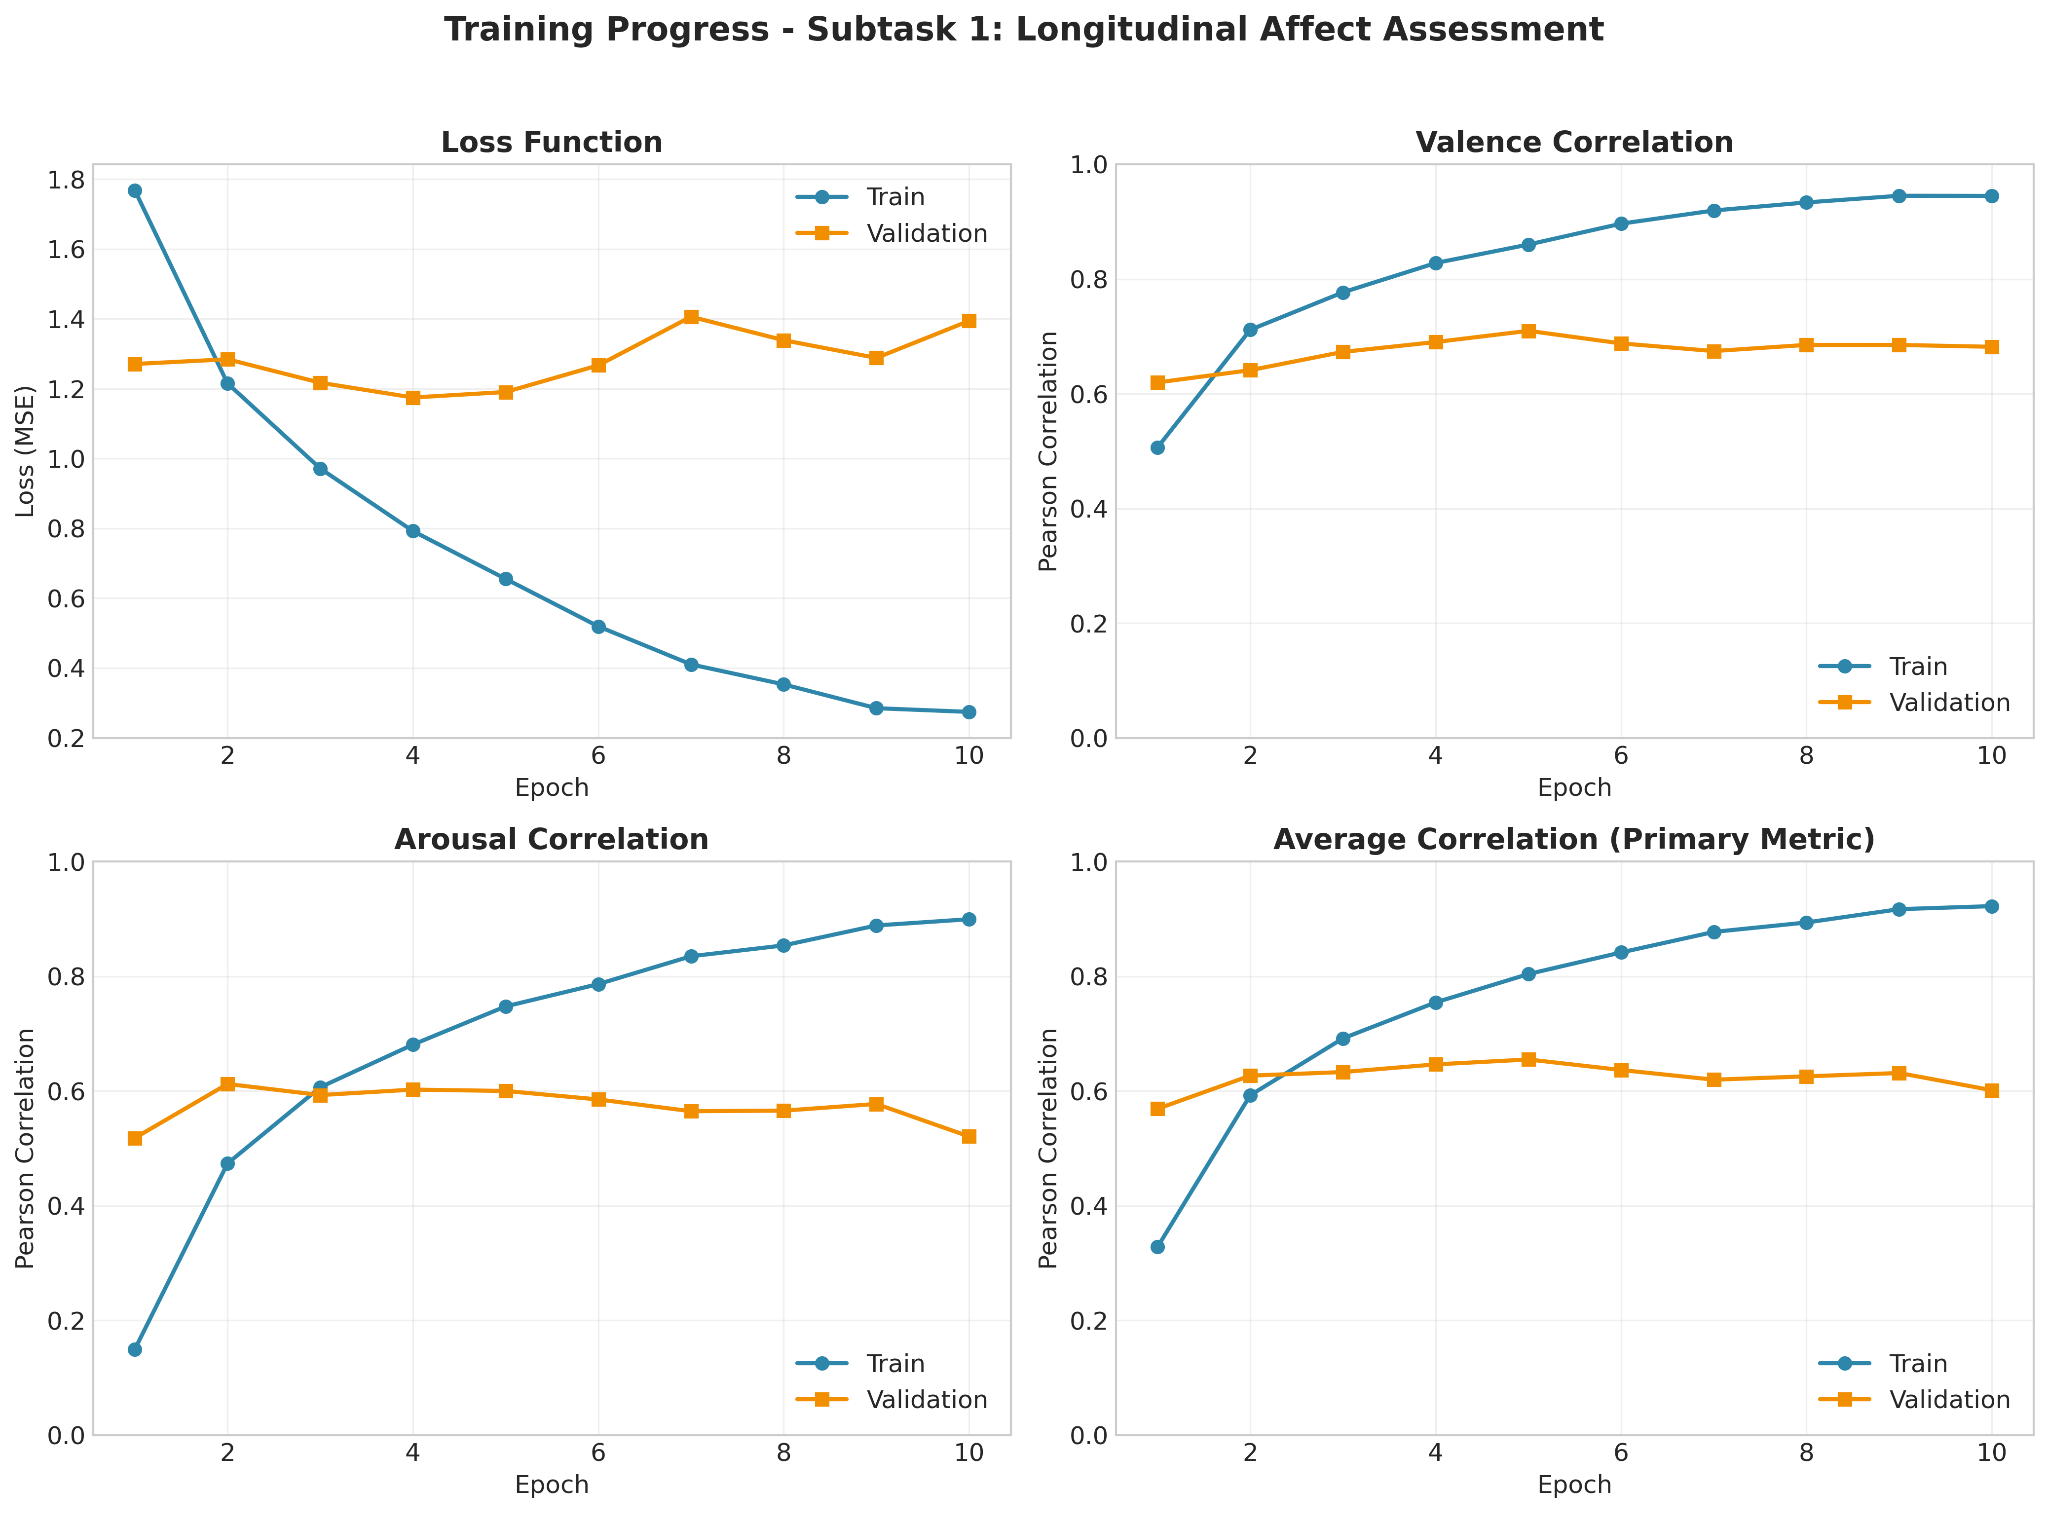 Training Progress - Subtask 1: Longitudinal Affect Assessment
Loss Function
Loss (MSE)
1.8
1.6
1.4
1.2
1.0
0.8
0.6
0.4
0.2
Train
Validation
2 4 6 8 10
Epoch
Valence Correlation
Pearson Correlation
1.0
0.8
0.6
0.4
0.2
0.0
Train
Validation
2 4 6 8 10
Epoch
Arousal Correlation
Pearson Correlation
1.0
0.8
0.6
0.4
0.2
0.0
Train
Validation
2 4 6 8 10
Epoch
Average Correlation (Primary Metric)
Pearson Correlation
1.0
0.8
0.6
0.4
0.2
0.0
Train
Validation
2 4 6 8 10
Epoch